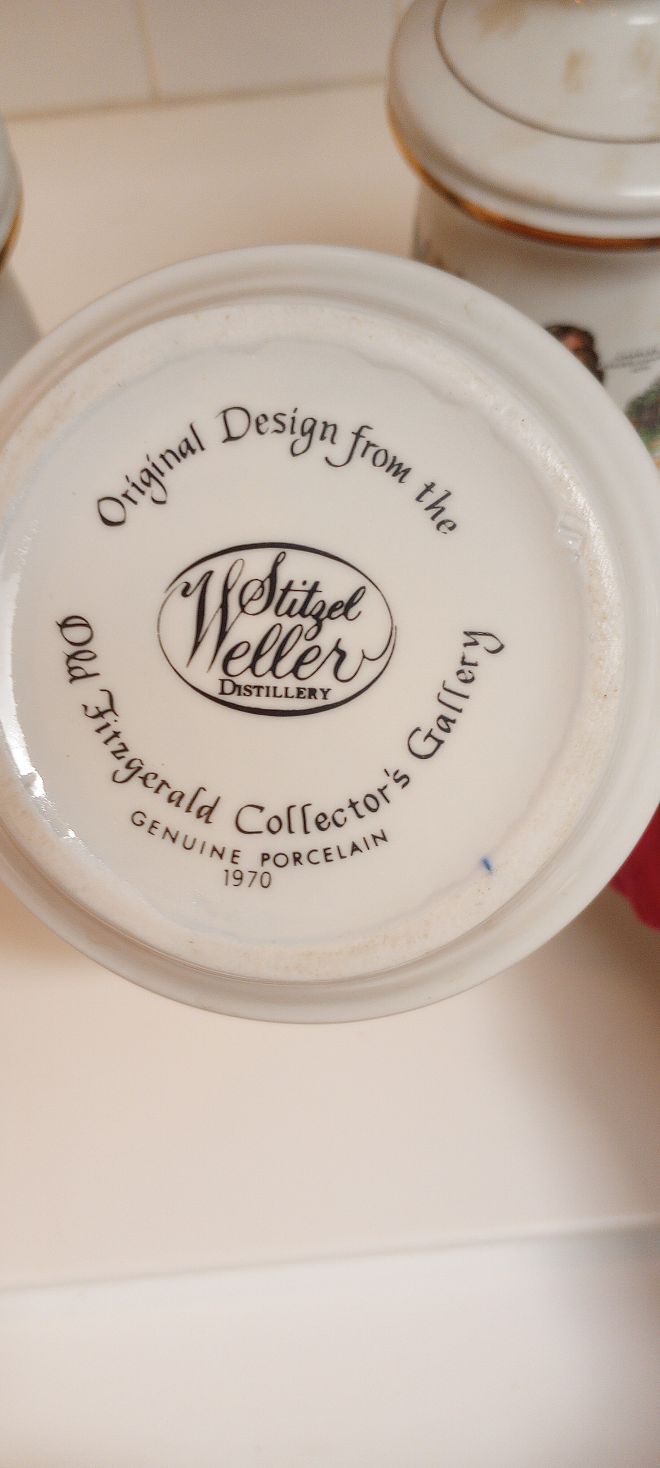 Original Design from the
Stitzel
Weller
DISTILLERY
Old Fitzgerald Collector's Gallery
GENUINE PORCELAIN
1970